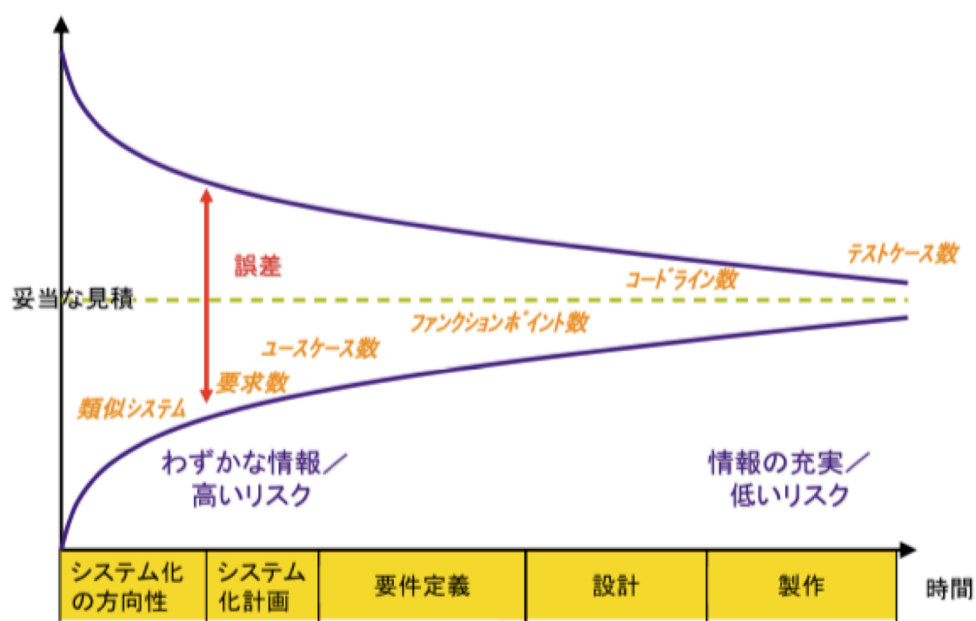 テストケース数
誤差
コードライン数
妥当な見積
ファンクションポイント数
ユースケース数
要求数
類似システム
わずかな情報／
高いリスク
情報の充実／
低いリスク
システム化
の方向性
システム
化計画
要件定義
設計
製作
時間